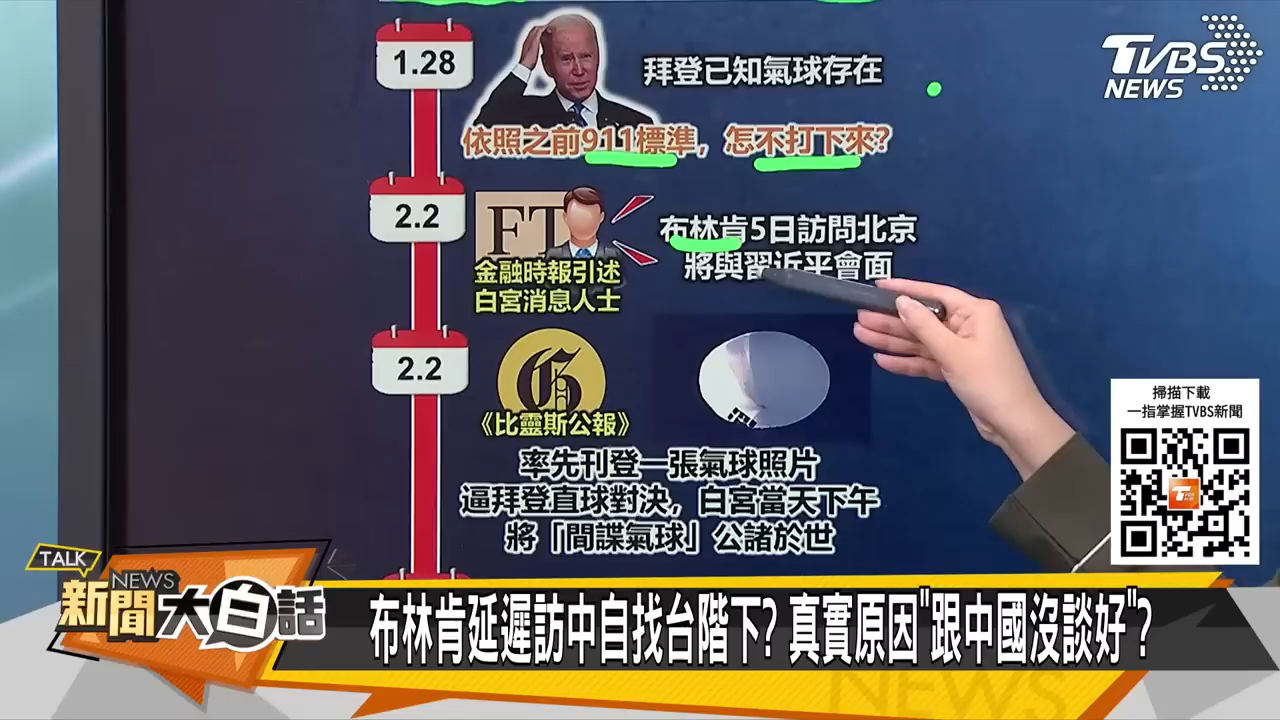 TVBS
NEWS
1.28
拜登已知氣球存在
依照之前911標準，怎不打下來?
2.2
FT
布林肯5日訪問北京
將與習近平會面
金融時報引述
白宮消息人士
2.2
G
《比靈斯公報》
率先刊登一張氣球照片
逼拜登直球對決，白宮當天下午
將「間諜氣球」公諸於世
掃描下載
一指掌握TVBS新聞
TALK
NEWS
新聞大白話
布林肯延遲訪中自找台階下? 真實原因"跟中國沒談好"?
NEWS